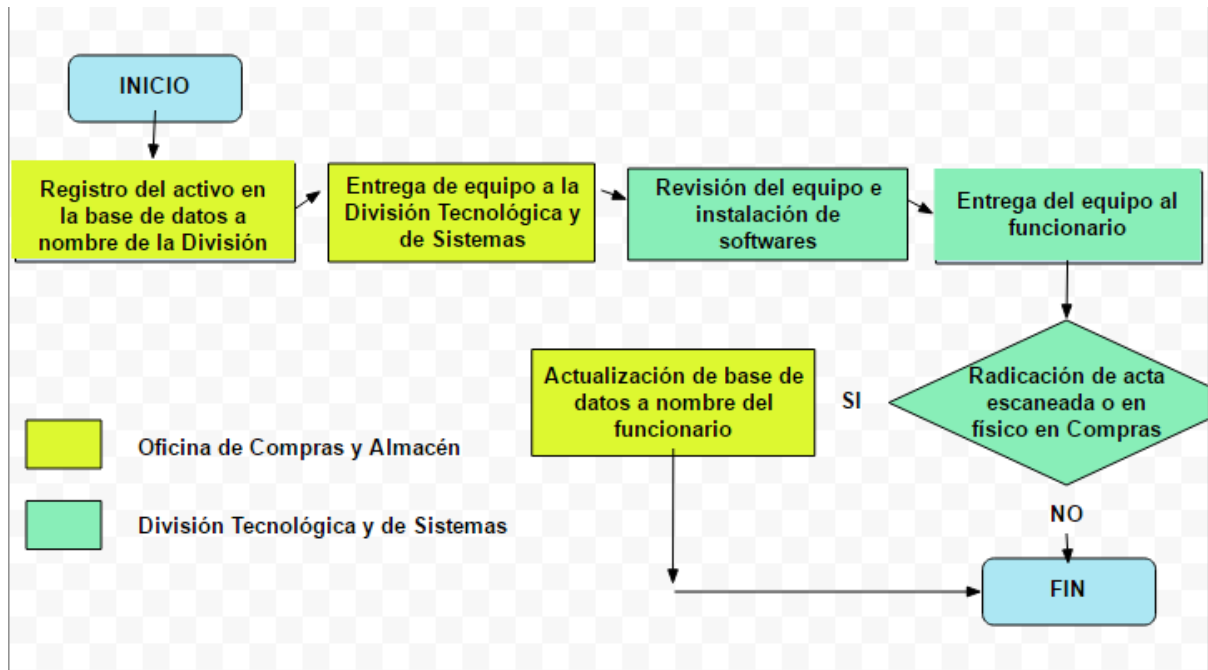 INICIO
Registro del activo en
la base de datos a
nombre de la División
Entrega de equipo a la
División Tecnológica y
de Sistemas
Revisión del equipo e
instalación de
softwares
Entrega del equipo al
funcionario
Actualización de base de
datos a nombre del
funcionario
SI
Radicación de acta
escaneada o en
físico en Compras
Oficina de Compras y Almacén
División Tecnológica y de Sistemas
NO
FIN